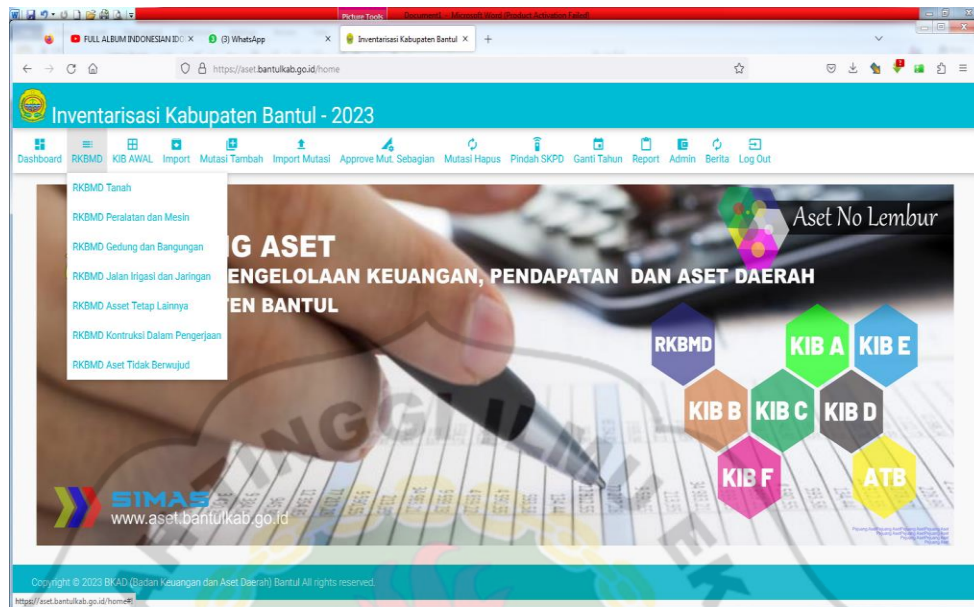 Picture Tools Document1 - Microsoft Word (Product Activation Failed)
FULL ALBUM INDONESIAN IDO
(3) WhatsApp
Inventarisasi Kabupaten Bantul
https://aset.bantulkab.go.id/home
Inventarisasi Kabupaten Bantul - 2023
Dashboard RKBMD KIB AWAL Import Mutasi Tambah Import Mutasi Approve Mut. Sebagian Mutasi Hapus Pindah SKPD Ganti Tahun Report Admin Berita Log Out
RKBMD Tanah
RKBMD Peralatan dan Mesin
RKBMD Gedung dan Bangungan
RKBMD Jalan Irigasi dan Jaringan
RKBMD Asset Tetap Lainnya
RKBMD Kontruksi Dalam Pengerjaan
RKBMD Aset Tidak Berwujud
Aset No Lembur
G ASET
ENGELOLAAN KEUANGAN, PENDAPATAN DAN ASET DAERAH
EN BANTUL
RKBMD KIB A KIB E
KIB B KIB C KIB D
KIB F ATB
SIMAS
www.aset.bantulkab.go.id
Copyright © 2023 BKAD (Badan Keuangan dan Aset Daerah) Bantul All rights reserved.
https://aset.bantulkab.go.id/home#!